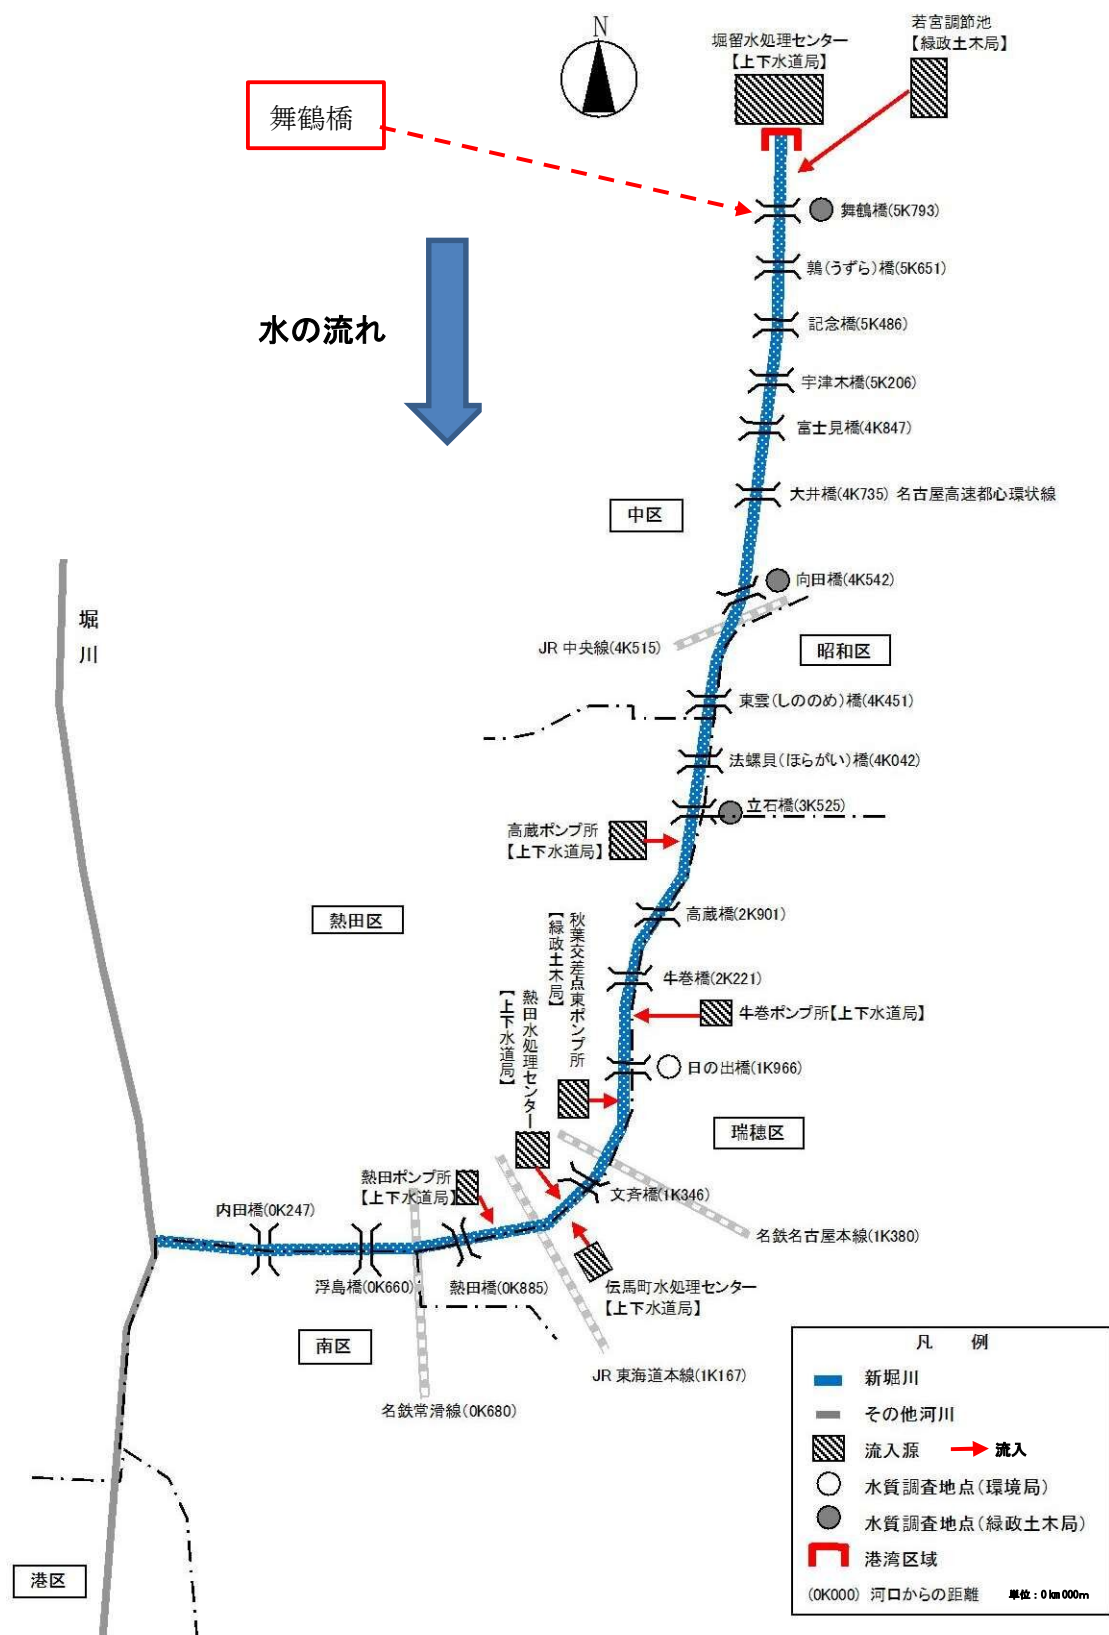 N
堀留水処理センター
【上下水道局】
若宮調節池
【緑政土木局】
舞鶴橋
舞鶴橋(5K793)
鶉(うずら)橋(5K651)
水の流れ
記念橋(5K486)
宇津木橋(5K206)
富士見橋(4K847)
大井橋(4K735) 名古屋高速都心環状線
中区
向田橋(4K542)
堀川
JR 中央線(4K515)
昭和区
東雲(しののめ)橋(4K451)
法螺貝(ほらがい)橋(4K042)
立石橋(3K525)
高蔵ポンプ所
【上下水道局】
熱田区
高蔵橋(2K901)
秋葉交差点東ポンプ所
【緑政土木局】
牛巻橋(2K221)
熱田水処理センター
【上下水道局】
牛巻ポンプ所【上下水道局】
日の出橋(1K966)
瑞穂区
熱田ポンプ所
【上下水道局】
文斉橋(1K346)
内田橋(0K247)
名鉄名古屋本線(1K380)
浮島橋(0K660)
熱田橋(0K885)
伝馬町水処理センター
【上下水道局】
南区
JR 東海道本線(1K167)
名鉄常滑線(0K680)
港区
凡 例
新堀川
その他河川
流入源 流入
水質調査地点(環境局)
水質調査地点(緑政土木局)
港湾区域
(0K000) 河口からの距離 単位：0km000m